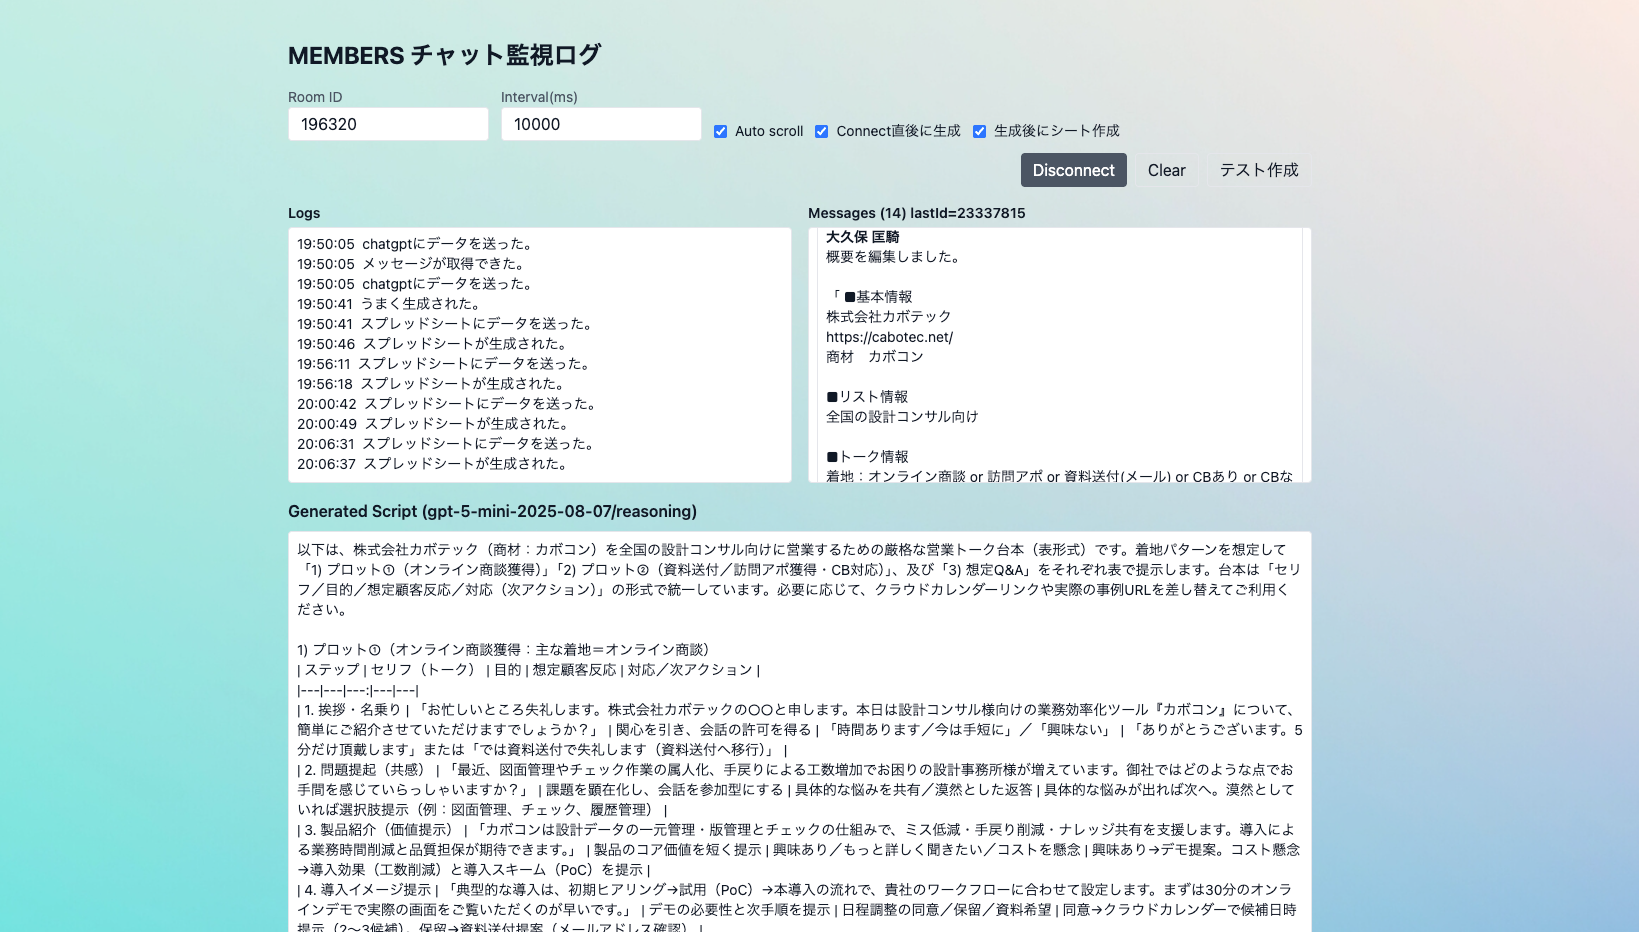 MEMBERS チャット監視ログ
Room ID
Interval(ms)
196320
10000
Auto scroll
Connect直後に生成
生成後にシート作成
Disconnect
Clear
テスト作成
Logs
19:50:05 chatgptにデータを送った。
19:50:05 メッセージが取得できた。
19:50:05 chatgptにデータを送った。
19:50:41 うまく生成された。
19:50:41 スプレッドシートにデータを送った。
19:50:46 スプレッドシートが生成された。
19:56:11 スプレッドシートにデータを送った。
19:56:18 スプレッドシートが生成された。
20:00:42 スプレッドシートにデータを送った。
20:00:49 スプレッドシートが生成された。
20:06:31 スプレッドシートにデータを送った。
20:06:37 スプレッドシートが生成された。
Messages (14) lastId=23337815
大久保 匡騎
概要を編集しました。
「 ■基本情報
株式会社カボテック
https://cabotec.net/
商材　カボコン
■リスト情報
全国の設計コンサル向け
■トーク情報
着地：オンライン商談 or 訪問アポ or 資料送付(メール) or CBあり or CBな
Generated Script (gpt-5-mini-2025-08-07/reasoning)
以下は、株式会社カボテック（商材：カボコン）を全国の設計コンサル向けに営業するための厳格な営業トーク台本（表形式）です。着地パターンを想定して
「1) プロット①（オンライン商談獲得）」「2) プロット②（資料送付／訪問アポ獲得・CB対応）」、及び「3) 想定Q&A」をそれぞれ表で提示します。台本は「セリ
フ／目的／想定顧客反応／対応（次アクション）」の形式で統一しています。必要に応じて、クラウドカレンダーリンクや実際の事例URLを差し替えてご利用く
ださい。
1) プロット①（オンライン商談獲得：主な着地＝オンライン商談）
| ステップ | セリフ（トーク） | 目的 | 想定顧客反応 | 対応／次アクション |
|---|---|---:|---|---|
| 1. 挨拶・名乗り | 「お忙しいところ失礼します。株式会社カボテックの〇〇と申します。本日は設計コンサル様向けの業務効率化ツール『カボコン』について、
簡単にご紹介させていただけますでしょうか？」 | 関心を引き、会話の許可を得る | 「時間あります／今は手短に」／「興味ない」 | 「ありがとうございます。5
分だけ頂戴します」または「では資料送付で失礼します（資料送付へ移行）」 |
| 2. 問題提起（共感） | 「最近、図面管理やチェック作業の属人化、手戻りによる工数増加でお困りの設計事務所様が増えています。御社ではどのような点でお
手間を感じていらっしゃいますか？」 | 課題を顕在化し、会話を参加型にする | 具体的な悩みを共有／漠然とした返答 | 具体的な悩みが出れば次へ。漠然として
いれば選択肢提示（例：図面管理、チェック、履歴管理） |
| 3. 製品紹介（価値提示） | 「カボコンは設計データの一元管理・版管理とチェックの仕組みで、ミス低減・手戻り削減・ナレッジ共有を支援します。導入によ
る業務時間削減と品質担保が期待できます。」 | 製品のコア価値を短く提示 | 興味あり／もっと詳しく聞きたい／コストを懸念 | 興味あり→デモ提案。コスト懸念
→導入効果（工数削減）と導入スキーム（PoC）を提示 |
| 4. 導入イメージ提示 | 「典型的な導入は、初期ヒアリング→試用（PoC）→本導入の流れで、貴社のワークフローに合わせて設定します。まずは30分のオンラ
インデモで実際の画面をご覧いただくのが早いです。」 | デモの必要性と次手順を提示 | 日程調整の同意／保留／資料希望 | 同意→クラウドカレンダーで候補日時
提示（2〜3候補）、保留→資料送付提案（メールアドレス確認） |